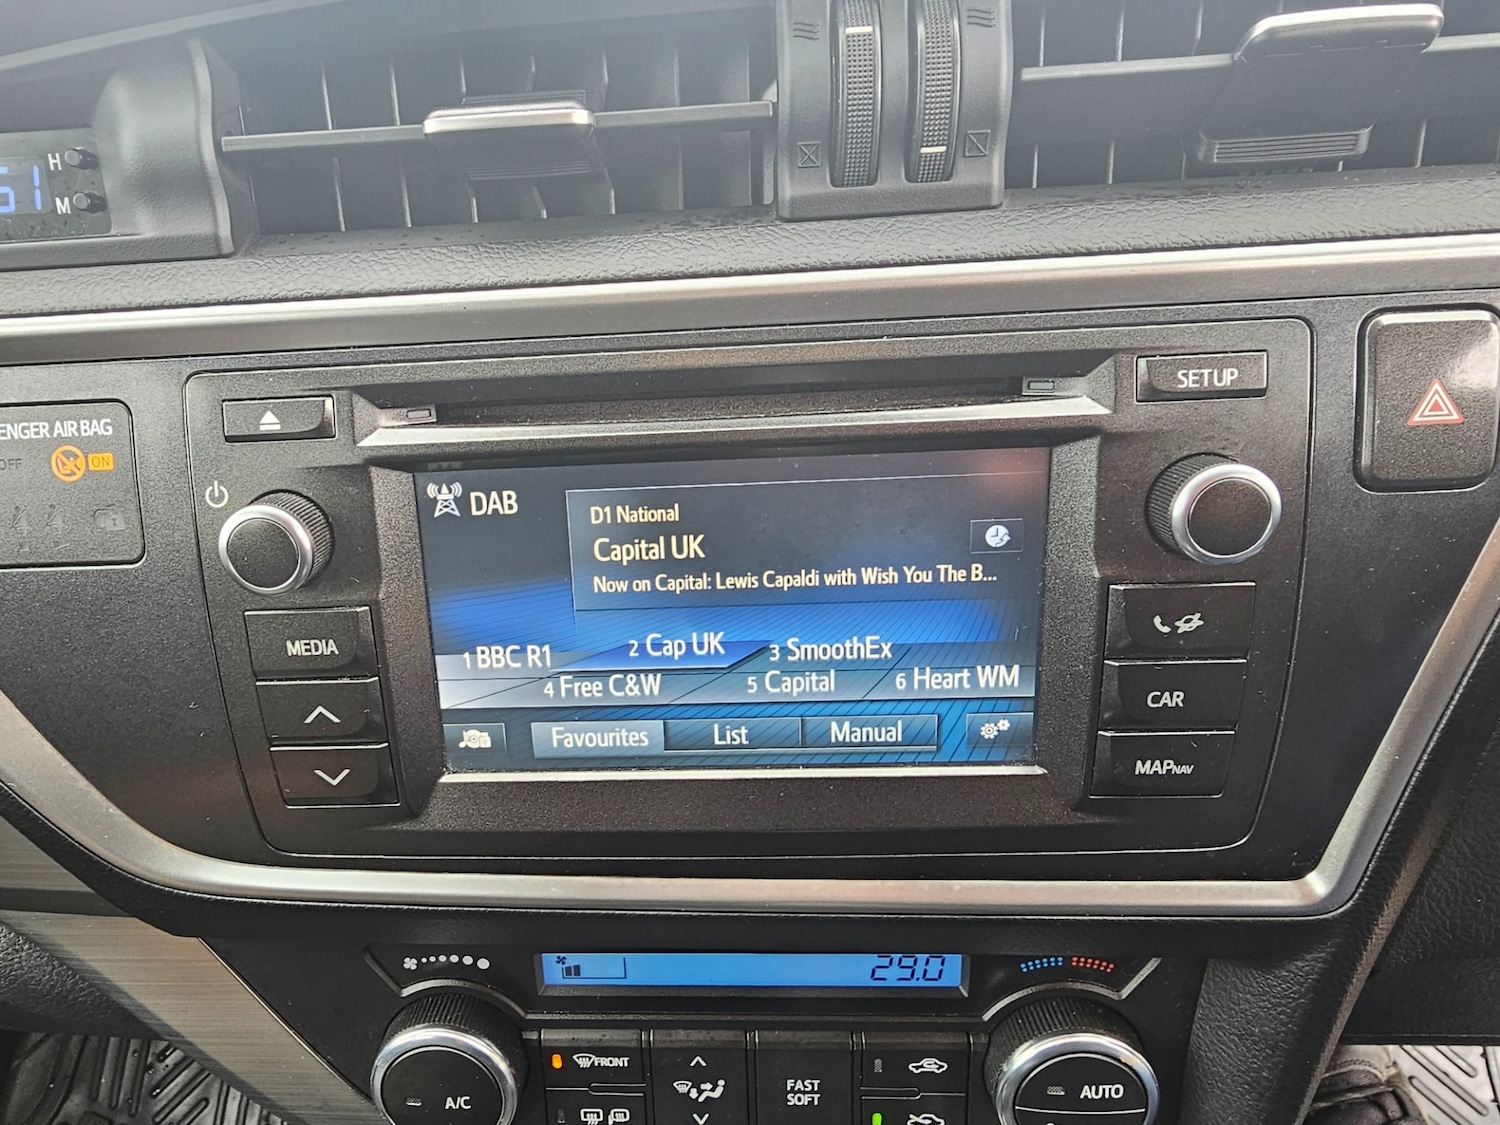 51
H
M
SETUP
ENGER AIR BAG
OFF
ON
DAB
D1 National
Capital UK
Now on Capital: Lewis Capaldi with Wish You The B...
1 BBC R1
2 Cap UK
3 SmoothEx
4 Free C&W
5 Capital
6 Heart WM
Favourites
List
Manual
MEDIA
CAR
MAPNAV
29.0
A/C
FRONT
FAST
SOFT
AUTO